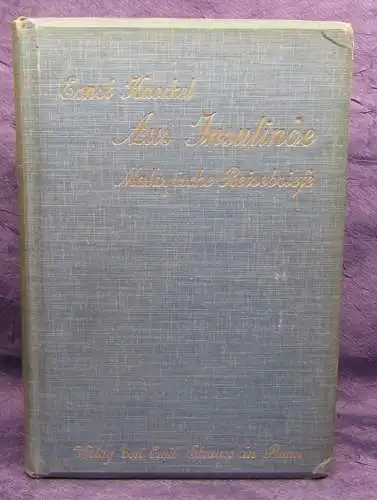 Ernst Haeckel
Aus Insulinde
Malayische Reisebriefe
Verlag von Emil Strauss in Bonn